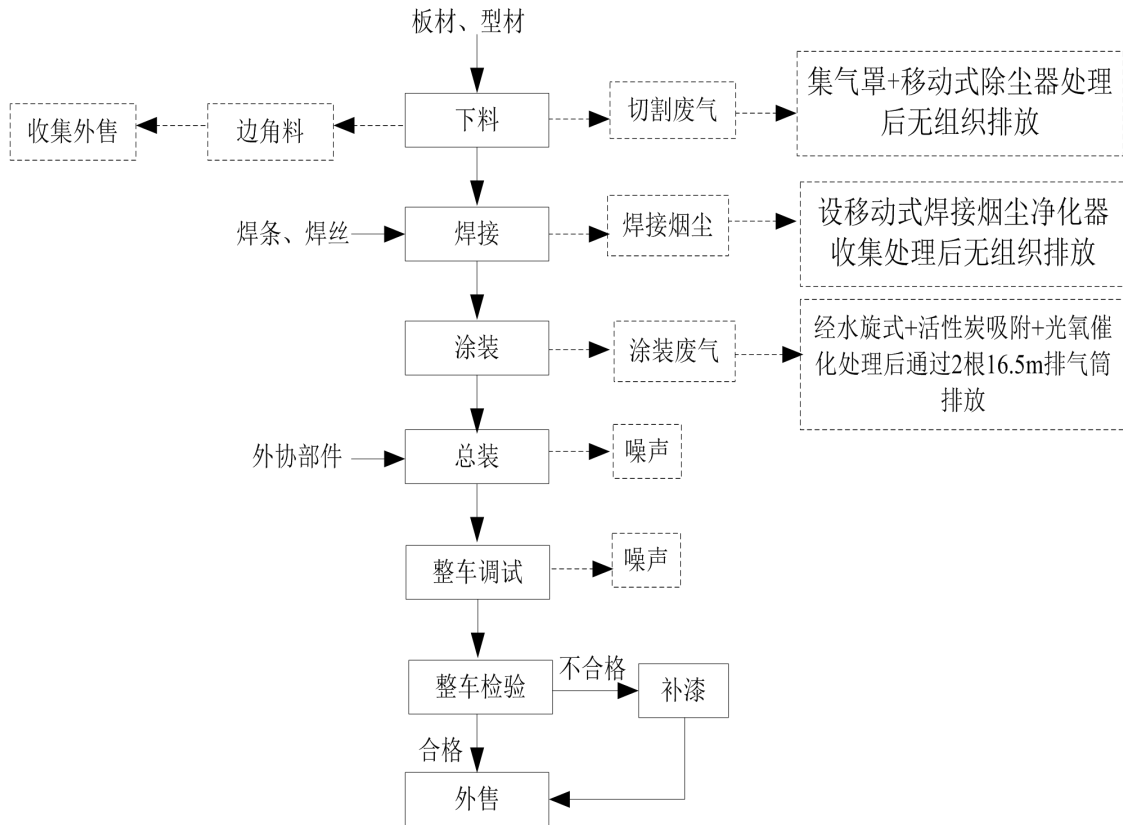 板材、型材
收集外售
边角料
下料
切割废气
集气罩+移动式除尘器处理
后无组织排放
焊条、焊丝
焊接
焊接烟尘
设移动式焊接烟尘净化器
收集处理后无组织排放
涂装
涂装废气
经水旋式+活性炭吸附+光氧催
化处理后通过2根16.5m排气筒
排放
外协部件
总装
噪声
整车调试
噪声
整车检验
不合格
补漆
合格
外售